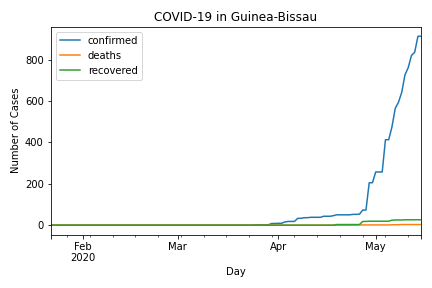 COVID-19 in Guinea-Bissau
confirmed
deaths
recovered
Number of Cases
800
600
400
200
0
Feb
2020
Mar
Apr
May
Day